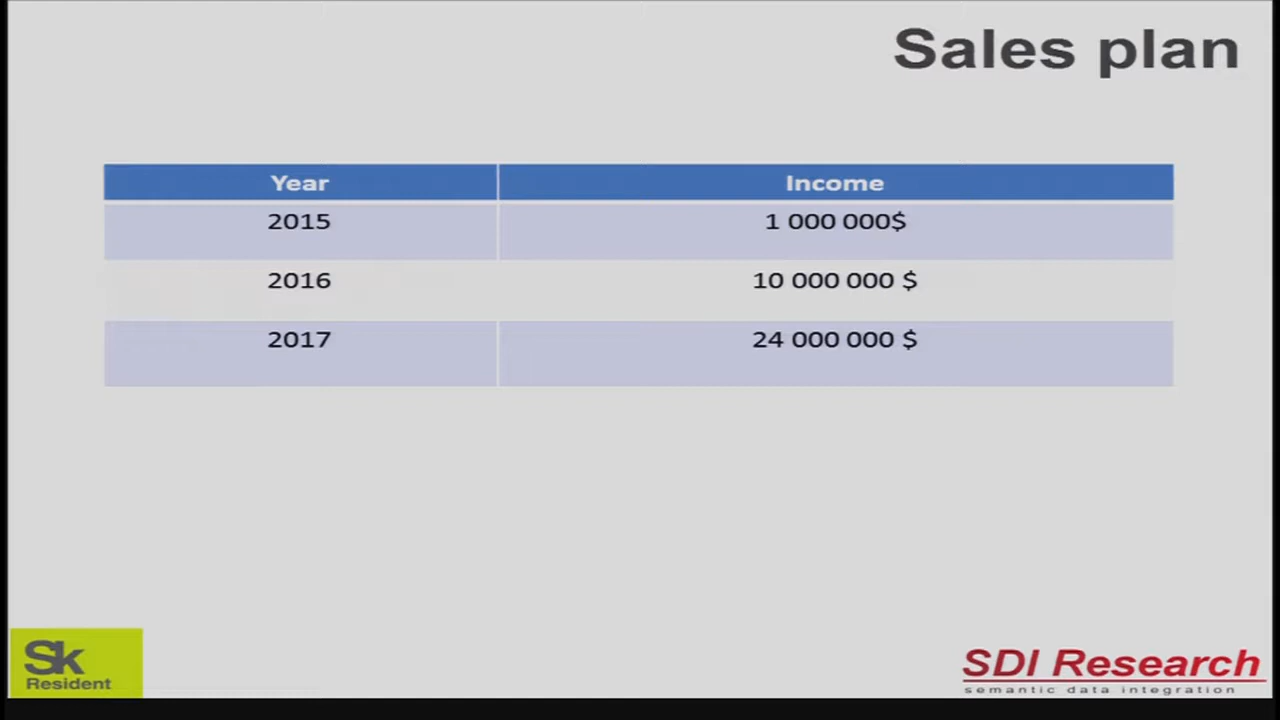 Sales plan
Year Income
2015 1 000 000$
2016 10 000 000 $
2017 24 000 000 $
Sk
Resident
SDI Research
semantic data integration